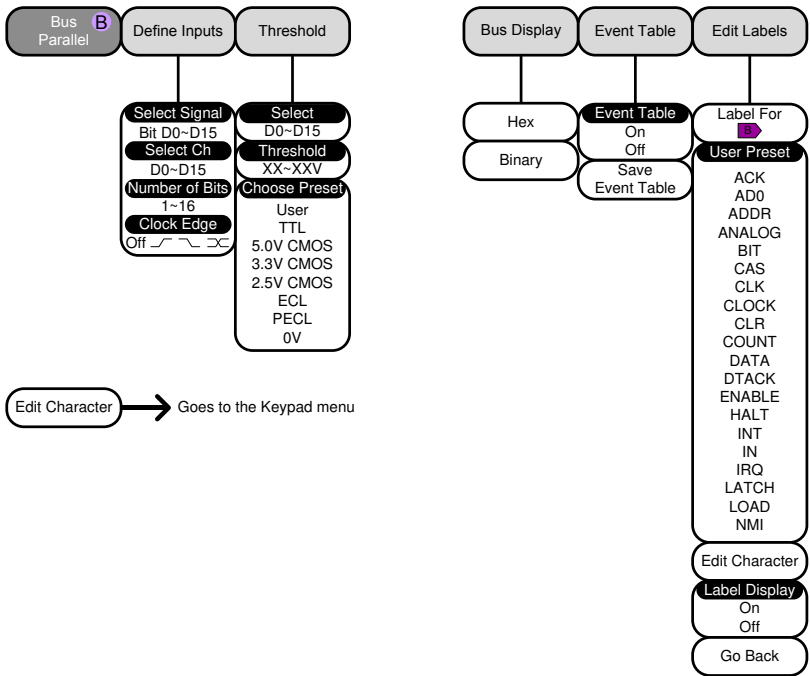 Bus B
Parallel
Define Inputs
Threshold
Bus Display
Event Table
Edit Labels
Select Signal
Bit D0~D15
Select Ch
D0~D15
Number of Bits
1~16
Clock Edge
Off
Select
D0~D15
Threshold
XX~XXV
Choose Preset
User
TTL
5.0V CMOS
3.3V CMOS
2.5V CMOS
ECL
PECL
0V
Hex
Binary
Event Table
On
Off
Save
Event Table
Label For
B
User Preset
ACK
AD0
ADDR
ANALOG
BIT
CAS
CLK
CLOCK
CLR
COUNT
DATA
DTACK
ENABLE
HALT
INT
IN
IRQ
LATCH
LOAD
NMI
Edit Character
Label Display
On
Off
Go Back
Edit Character
Goes to the Keypad menu